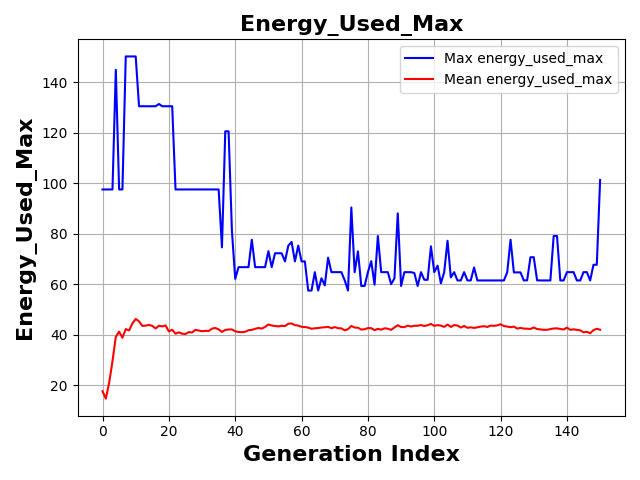 Energy_Used_Max
Max energy_used_max
Mean energy_used_max
Energy_Used_Max
140
120
100
80
60
40
20
0 20 40 60 80 100 120 140
Generation Index